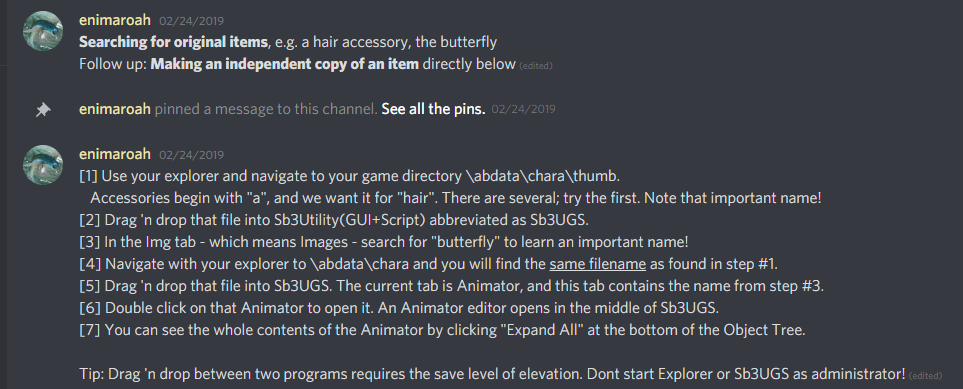 enimaroah 02/24/2019
Searching for original items, e.g. a hair accessory, the butterfly
Follow up: Making an independent copy of an item directly below (edited)
enimaroah pinned a message to this channel. See all the pins. 02/24/2019
enimaroah 02/24/2019
[1] Use your explorer and navigate to your game directory \abdata\chara\thumb.
Accessories begin with "a", and we want it for "hair". There are several; try the first. Note that important name!
[2] Drag 'n drop that file into Sb3Utility(GUI+Script) abbreviated as Sb3UGS.
[3] In the Img tab - which means Images - search for "butterfly" to learn an important name!
[4] Navigate with your explorer to \abdata\chara and you will find the same filename as found in step #1.
[5] Drag 'n drop that file into Sb3UGS. The current tab is Animator, and this tab contains the name from step #3.
[6] Double click on that Animator to open it. An Animator editor opens in the middle of Sb3UGS.
[7] You can see the whole contents of the Animator by clicking "Expand All" at the bottom of the Object Tree.
Tip: Drag 'n drop between two programs requires the save level of elevation. Dont start Explorer or Sb3UGS as administrator! (edited)